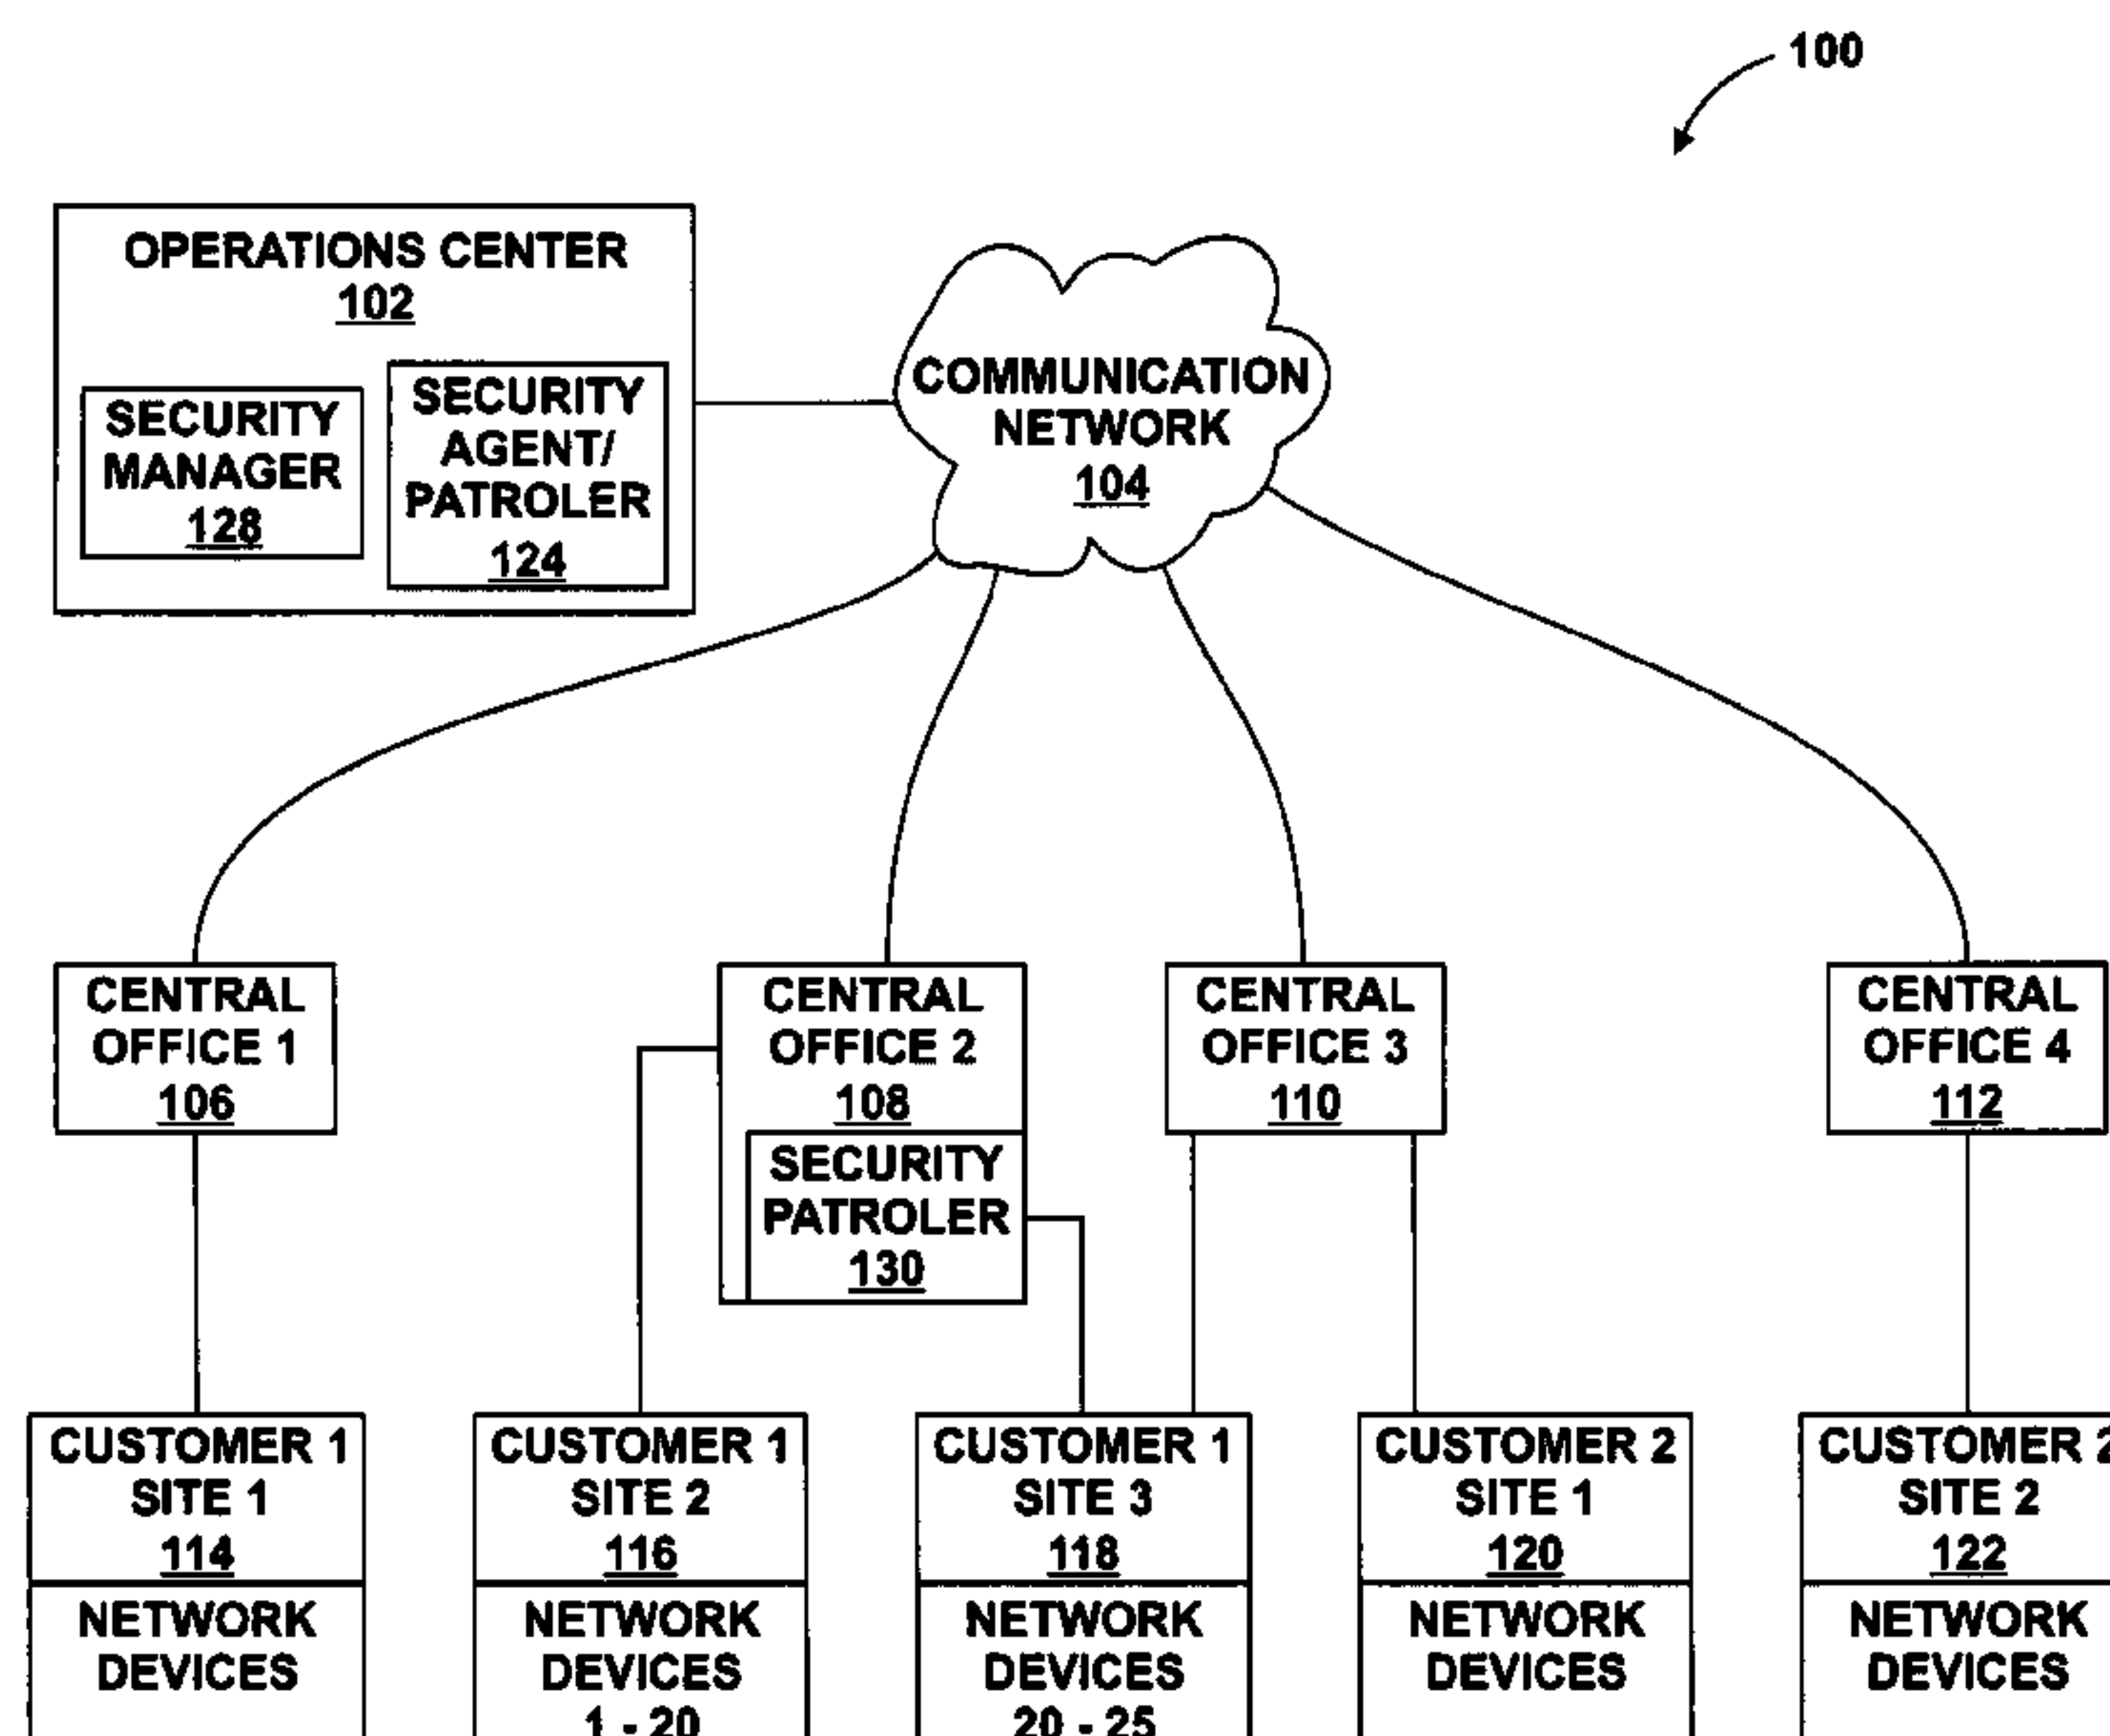 100
OPERATIONS CENTER
102
SECURITY
MANAGER
128
SECURITY
AGENT/
PATROLER
124
COMMUNICATION
NETWORK
104
CENTRAL
OFFICE 1
106
CENTRAL
OFFICE 2
108
SECURITY
PATROLER
130
CENTRAL
OFFICE 3
110
CENTRAL
OFFICE 4
112
CUSTOMER 1
SITE 1
114
NETWORK
DEVICES
CUSTOMER 1
SITE 2
116
NETWORK
DEVICES
1 - 20
CUSTOMER 1
SITE 3
118
NETWORK
DEVICES
20 - 25
CUSTOMER 2
SITE 1
120
NETWORK
DEVICES
CUSTOMER 2
SITE 2
122
NETWORK
DEVICES